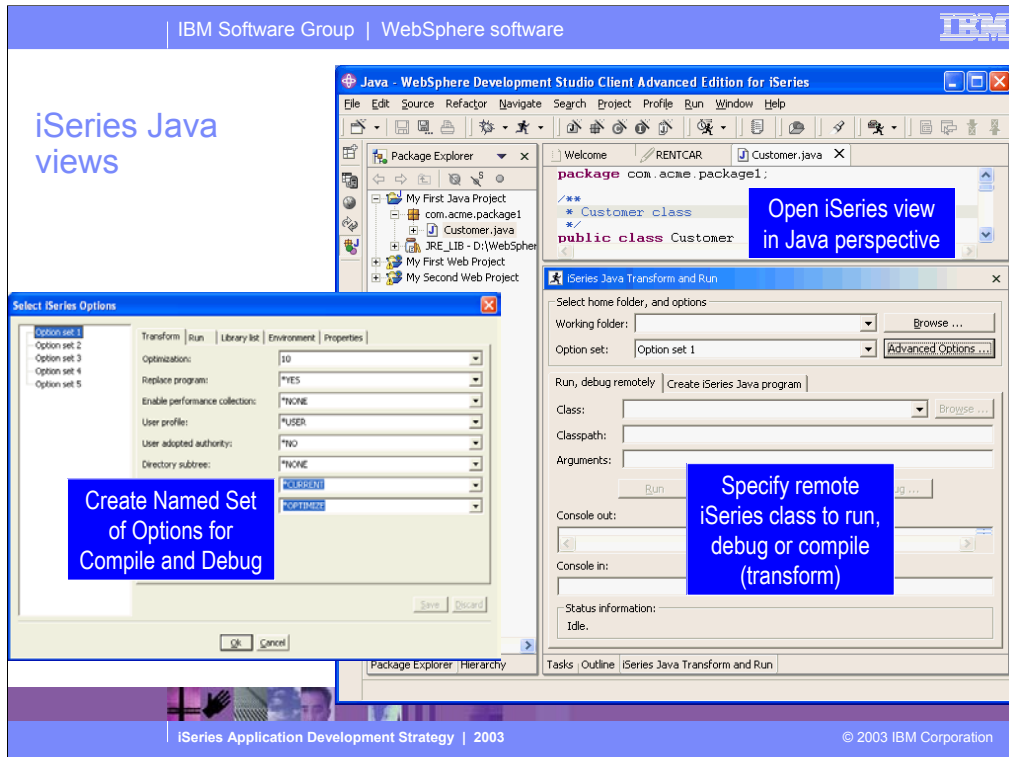 IBM Software Group | WebSphere software
IBM
iSeries Java
views
Java - WebSphere Development Studio Client Advanced Edition for iSeries
File Edit Source Refactor Navigate Search Project Profile Run Window Help
Package Explorer
My First Java Project
com.acme.package1
Customer.java
JRE_LIB - D:\WebSpher
My First Web Project
My Second Web Project
Package Explorer Hierarchy
Welcome RENTCAR Customer.java
package com.acme.package1;
/**
* Customer class
*/
public class Customer
Open iSeries view
in Java perspective
iSeries Java Transform and Run
Select home folder, and options
Working folder: Browse ...
Option set: Option set 1 Advanced Options ...
Run, debug remotely Create iSeries Java program
Class: Browse ...
Classpath:
Arguments:
Run
Console out:
Console in:
Status information:
Idle.
Specify remote
iSeries class to run,
debug or compile
(transform)
Tasks Outline iSeries Java Transform and Run
Select iSeries Options
Option set 1
Option set 2
Option set 3
Option set 4
Option set 5
Transform Run Library list Environment Properties
Optimization: 10
Replace program: *YES
Enable performance collection: *NONE
User profile: *USER
User adopted authority: *NO
Directory subtree: *NONE
*CURRENT
*OPTIMIZE
Create Named Set
of Options for
Compile and Debug
Save Discard
Ok Cancel
iSeries Application Development Strategy | 2003
© 2003 IBM Corporation